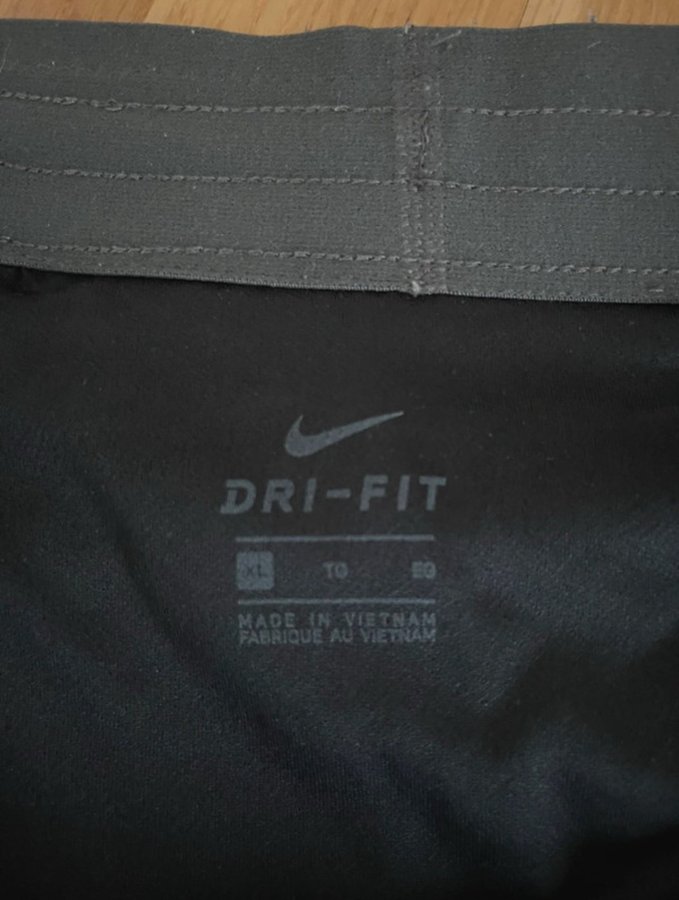 DRI-FIT
XL TG EG
MADE IN VIETNAM
FABRIQUE AU VIETNAM